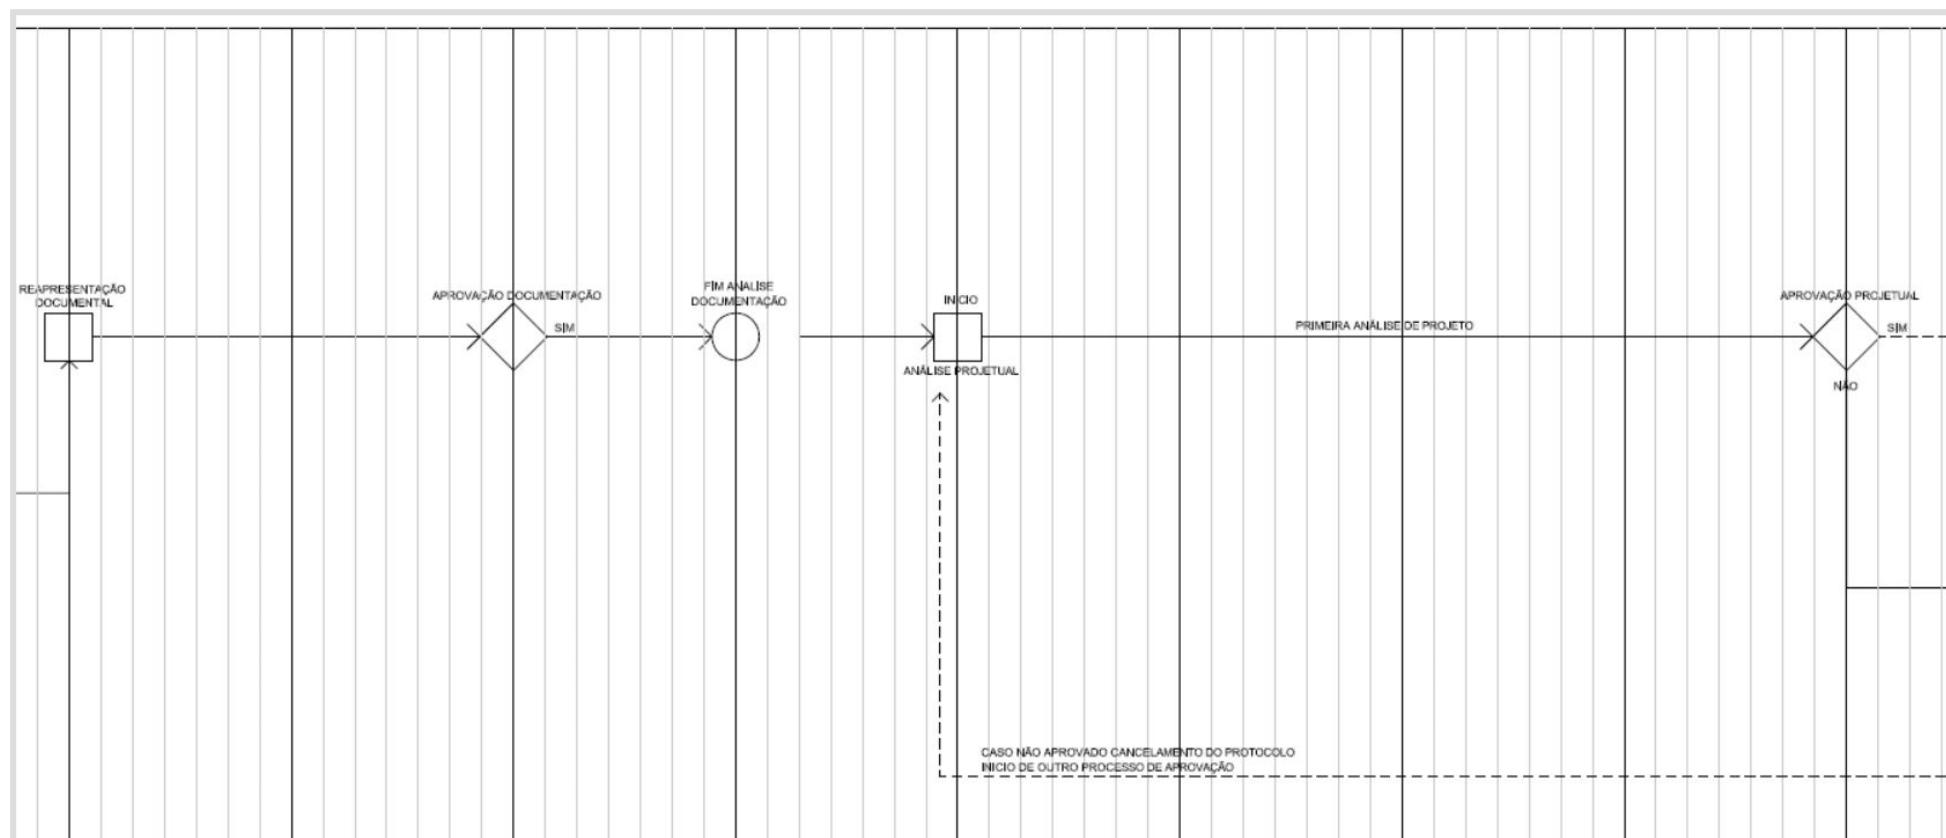 REAPRESENTAÇÃO
DOCUMENTAL
APROVAÇÃO DOCUMENTAÇÃO
SIM
FIM ANALISE
DOCUMENTAÇÃO
INICIO
ANÁLISE PROJETUAL
PRIMEIRA ANÁLISE DE PROJETO
APROVAÇÃO PROJETUAL
SIM
NÃO
CASO NÃO APROVADO CANCELAMENTO DO PROTOCOLO
INICIO DE OUTRO PROCESSO DE APROVAÇÃO